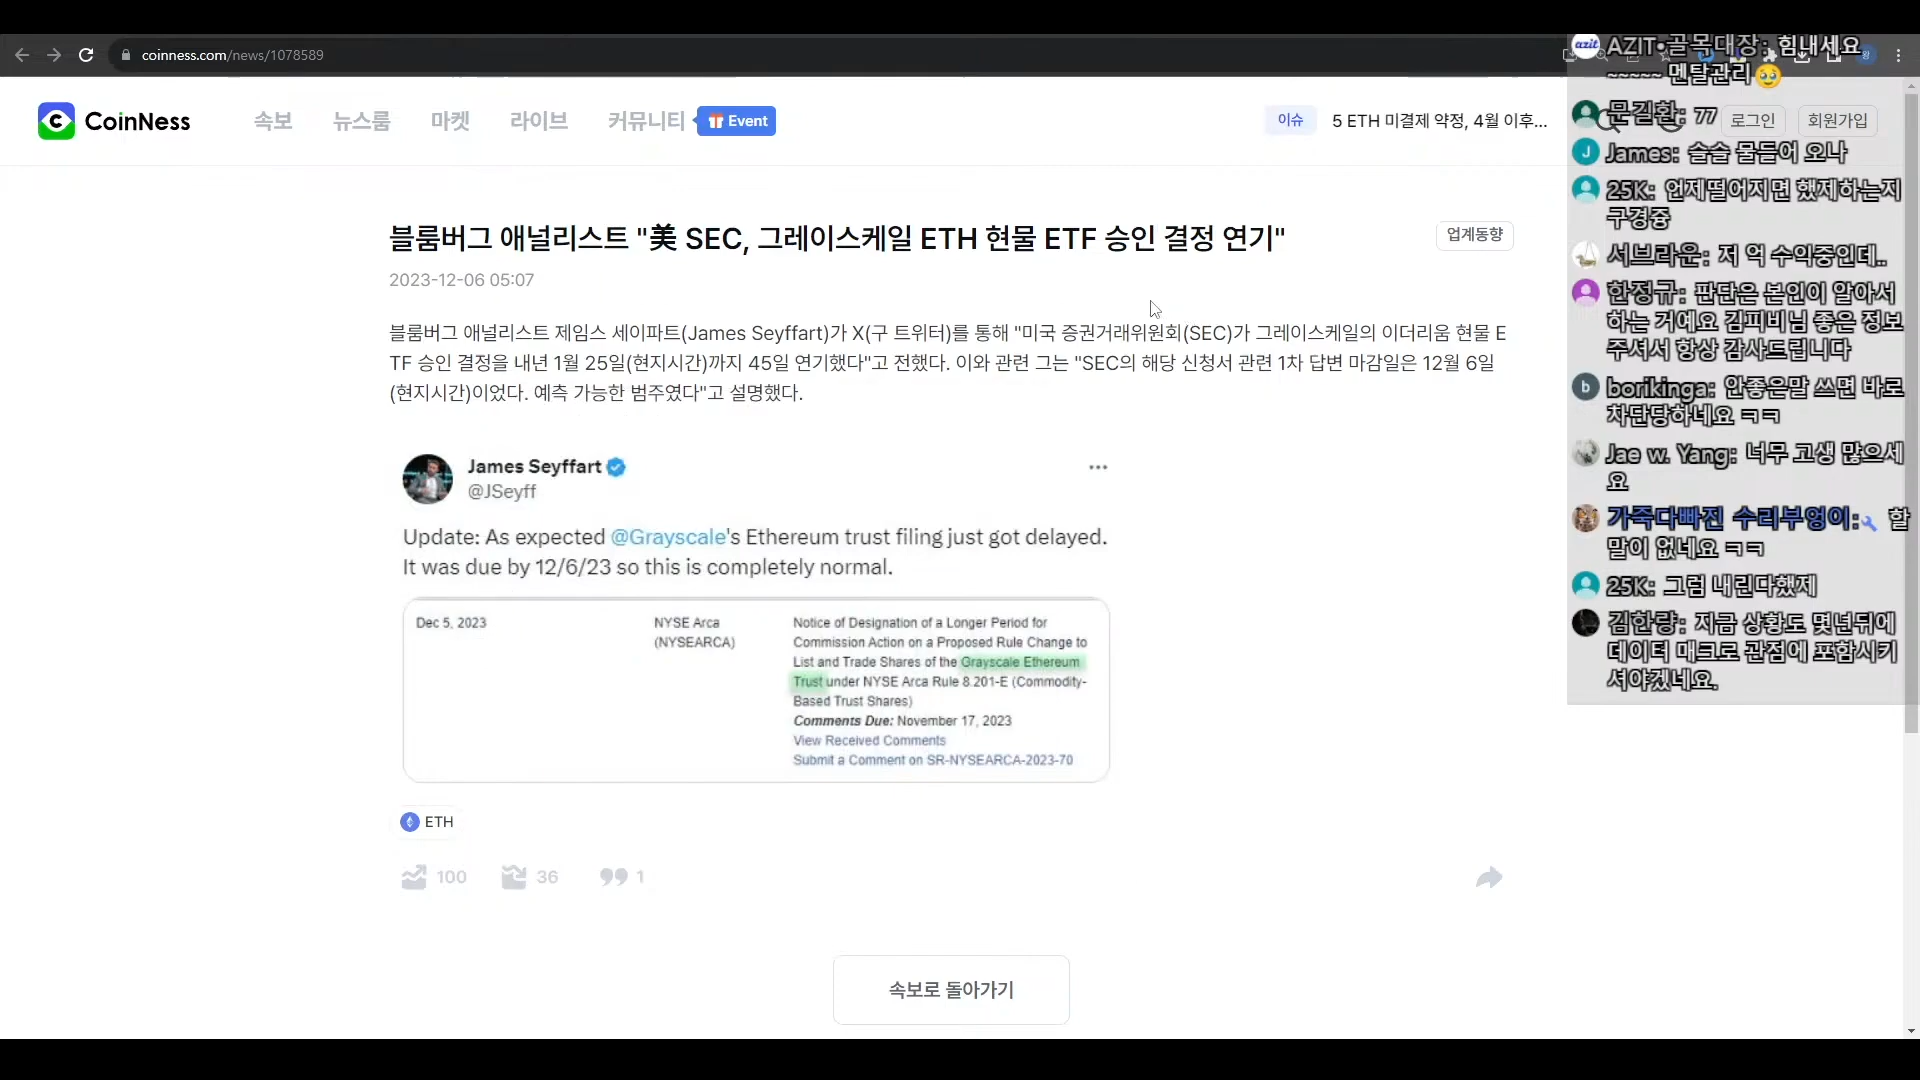 coinness.com/news/1078589
CoinNess
속보
뉴스룸
마켓
라이브
커뮤니티
Event
이슈
5 ETH 미결제 약정, 4월 이후...
로그인
회원가입
블룸버그 애널리스트 "美 SEC, 그레이스케일 ETH 현물 ETF 승인 결정 연기"
업계동향
2023-12-06 05:07
블룸버그 애널리스트 제임스 세이파트(James Seyffart)가 X(구 트위터)를 통해 "미국 증권거래위원회(SEC)가 그레이스케일의 이더리움 현물 E
TF 승인 결정을 내년 1월 25일(현지시간)까지 45일 연기했다"고 전했다. 이와 관련 그는 "SEC의 해당 신청서 관련 1차 답변 마감일은 12월 6일
(현지시간)이었다. 예측 가능한 범주였다"고 설명했다.
James Seyffart
@JSeyff
Update: As expected @Grayscale's Ethereum trust filing just got delayed.
It was due by 12/6/23 so this is completely normal.
Dec 5, 2023
NYSE Arca
(NYSEARCA)
Notice of Designation of a Longer Period for
Commission Action on a Proposed Rule Change to
List and Trade Shares of the Grayscale Ethereum
Trust under NYSE Arca Rule 8.201-E (Commodity-
Based Trust Shares)
Comments Due: November 17, 2023
View Received Comments
Submit a Comment on SR-NYSEARCA-2023-70
ETH
100
36
1
속보로 돌아가기
azit
AZIT•골목대장: 힘내세요
~~~~~ 멘탈관리🥹
문길환: 77
J
James: 슬슬 물들어 오나
25K: 언제떨어지면 했제하는지
구경중
서브라운: 저 억 수익중인데..
한정규: 판단은 본인이 알아서
하는 거예요 김피비님 좋은 정보
주셔서 항상 감사드립니다
b
borikinga: 안좋은말 쓰면 바로
차단당하네요 ㅋㅋ
Jae w. Yang: 너무 고생 많으세
요
가죽다빠진 수리부엉이: 할
말이 없네요 ㅋㅋ
25K: 그럼 내린다했제
김한량: 지금 상황도 몇년뒤에
데이터 매크로 관점에 포함시키
셔야겠네요.